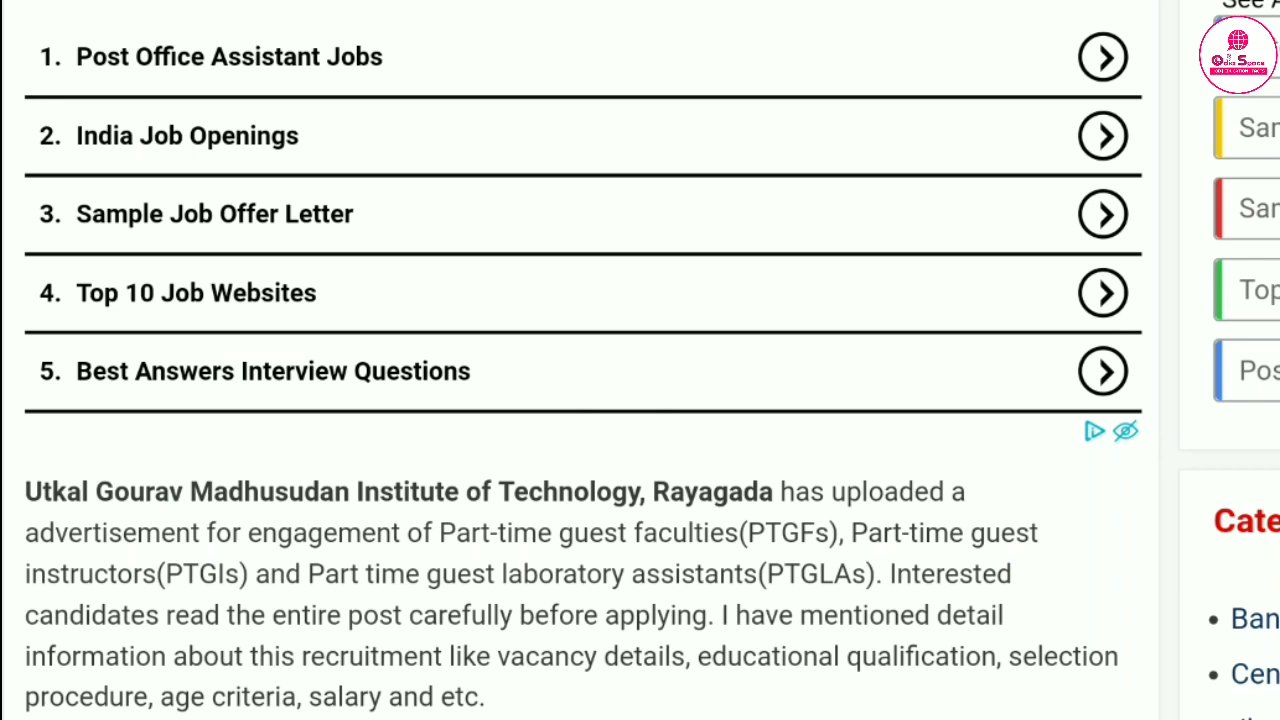 1. Post Office Assistant Jobs
2. India Job Openings
3. Sample Job Offer Letter
4. Top 10 Job Websites
5. Best Answers Interview Questions
Utkal Gourav Madhusudan Institute of Technology, Rayagada has uploaded a
advertisement for engagement of Part-time guest faculties(PTGFs), Part-time guest
instructors(PTGIs) and Part time guest laboratory assistants(PTGLAs). Interested
candidates read the entire post carefully before applying. I have mentioned detail
information about this recruitment like vacancy details, educational qualification, selection
procedure, age criteria, salary and etc.
See A
Sar
Sar
Top
Pos
Cate
Ban
Cen